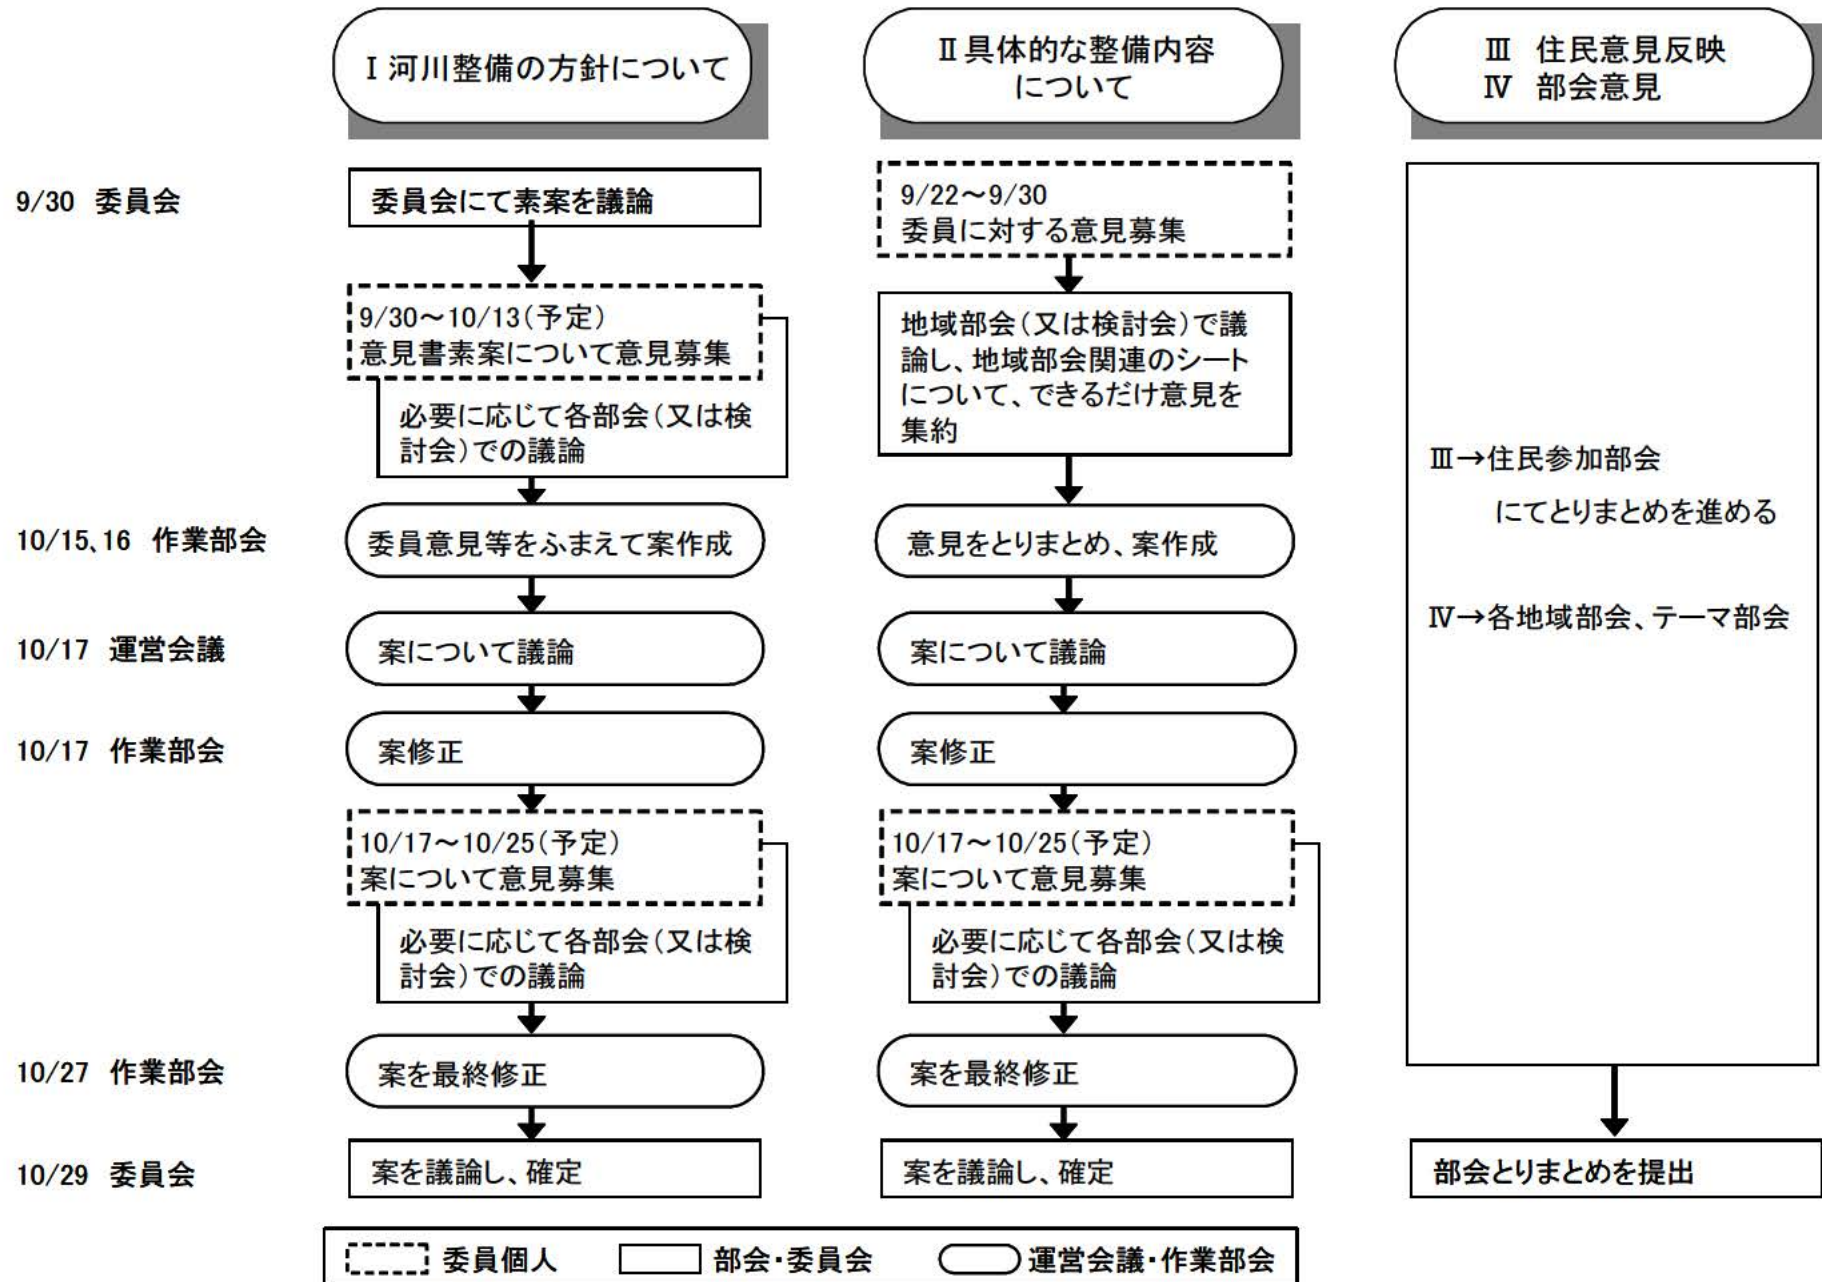 Ⅰ 河川整備の方針について
Ⅱ 具体的な整備内容
について
Ⅲ 住民意見反映
Ⅳ 部会意見
9/30 委員会
委員会にて素案を議論
9/22～9/30
委員に対する意見募集
9/30～10/13(予定)
意見書素案について意見募集
必要に応じて各部会(又は検
討会)での議論
地域部会(又は検討会)で議
論し、地域部会関連のシート
について、できるだけ意見を
集約
Ⅲ→住民参加部会
にてとりまとめを進める
Ⅳ→各地域部会、テーマ部会
10/15、16 作業部会
委員意見等をふまえて案作成
意見をとりまとめ、案作成
10/17 運営会議
案について議論
案について議論
10/17 作業部会
案修正
案修正
10/17～10/25(予定)
案について意見募集
必要に応じて各部会(又は検
討会)での議論
10/17～10/25(予定)
案について意見募集
必要に応じて各部会(又は検
討会)での議論
10/27 作業部会
案を最終修正
案を最終修正
10/29 委員会
案を議論し、確定
案を議論し、確定
部会とりまとめを提出
委員個人
部会・委員会
運営会議・作業部会